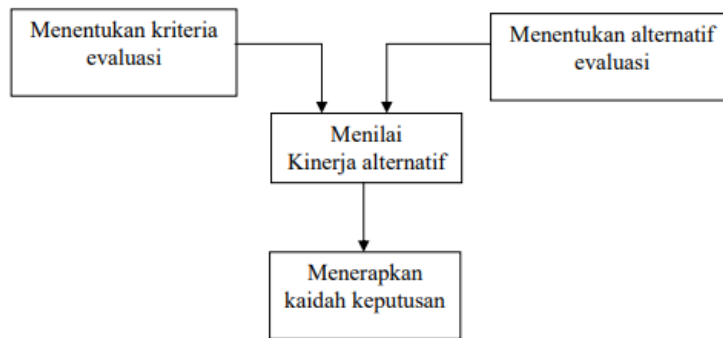 Menentukan kriteria
evaluasi
Menentukan alternatif
evaluasi
Menilai
Kinerja alternatif
Menerapkan
kaidah keputusan